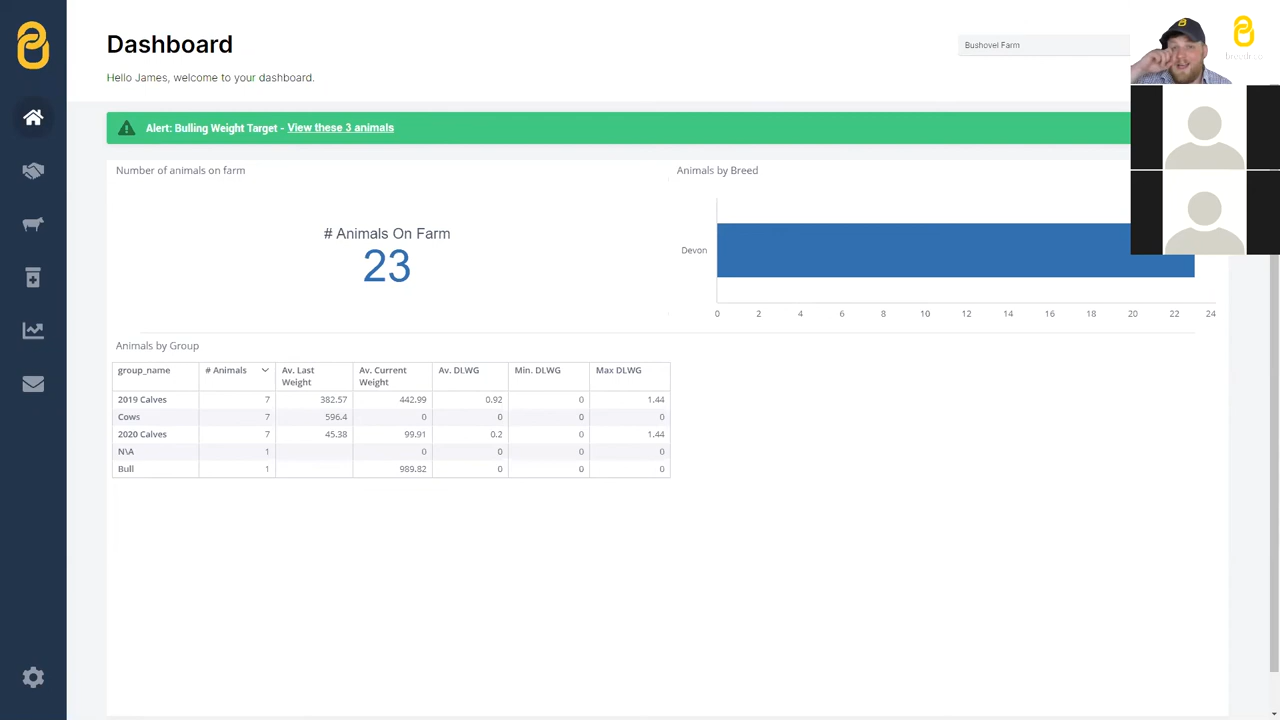 Dashboard
Bushovel Farm
Hello James, welcome to your dashboard.
Alert: Bulling Weight Target - View these 3 animals
Number of animals on farm
Animals by Breed
# Animals On Farm
23
Devon
0 2 4 6 8 10 12 14 16 18 20 22 24
Animals by Group
group_name # Animals Av. Last Weight Av. Current Weight Av. DLWG Min. DLWG Max DLWG
2019 Calves 7 382.57 442.99 0.92 0 1.44
Cows 7 596.4 0 0 0 0
2020 Calves 7 45.38 99.91 0.2 0 1.44
N\A 1 0 0 0 0
Bull 1 989.82 0 0 0